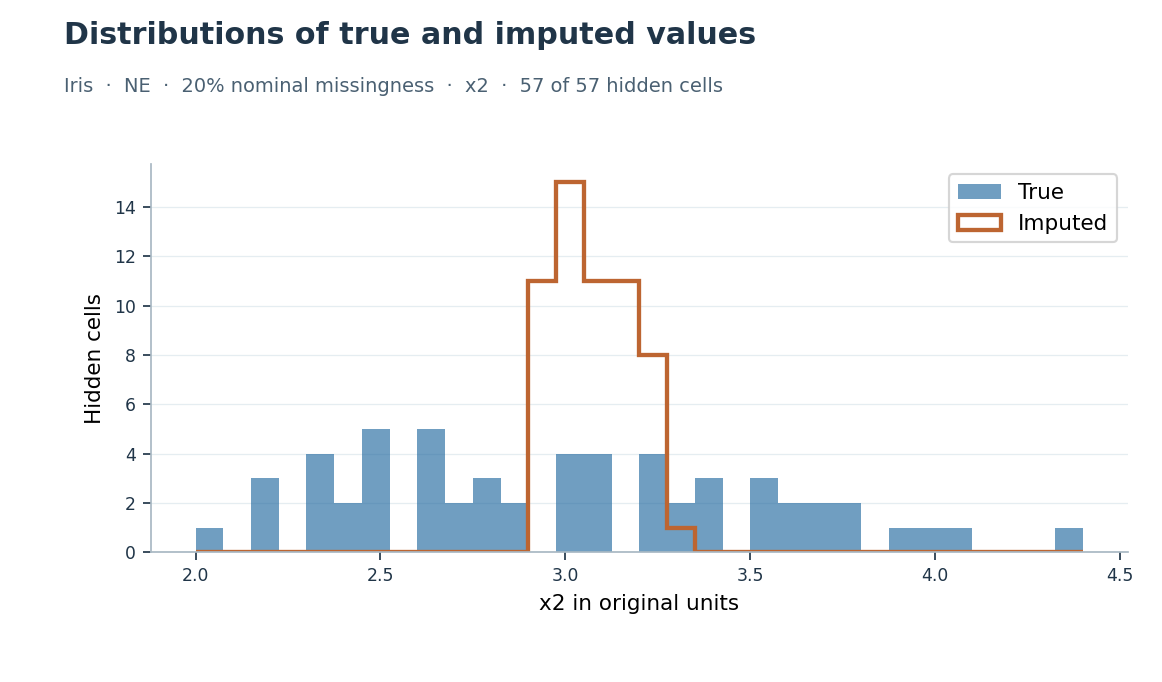 Distributions of true and imputed values
Iris · NE · 20% nominal missingness · x2 · 57 of 57 hidden cells
True
Imputed
Hidden cells
14
12
10
8
6
4
2
0
2.0 2.5 3.0 3.5 4.0 4.5
x2 in original units